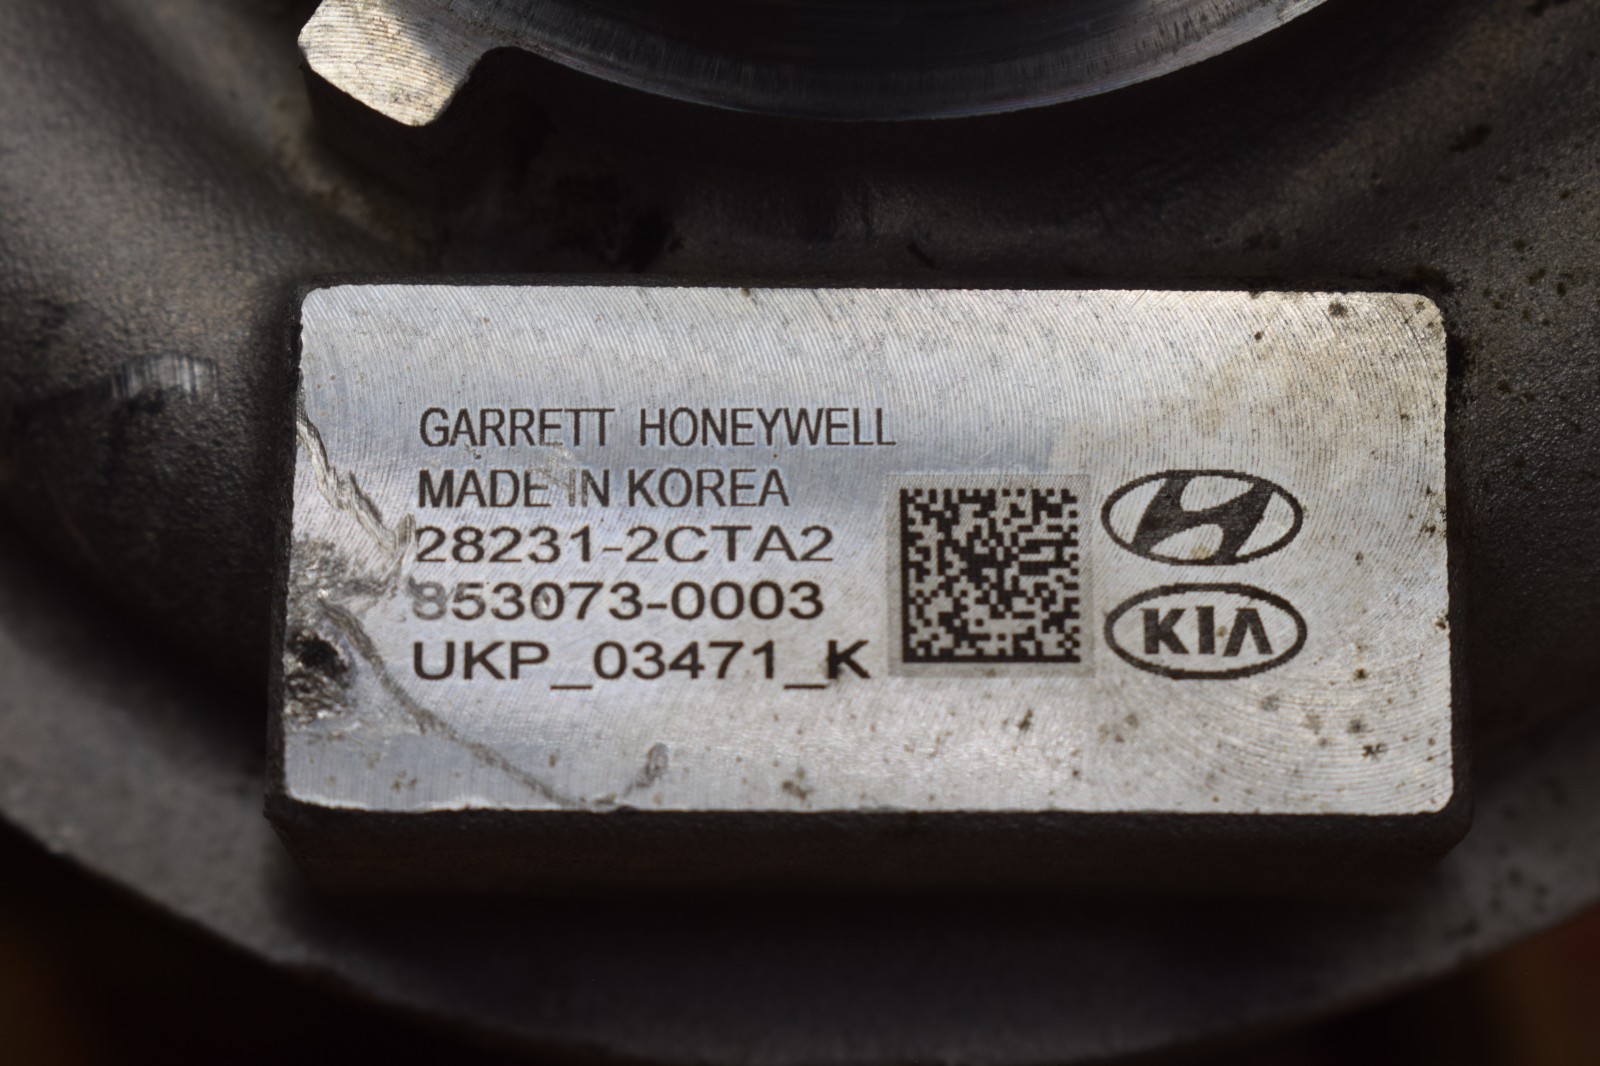 GARRETT HONEYWELL
MADE IN KOREA
28231-2CTA2
853073-0003
UKP_03471_K
KIA